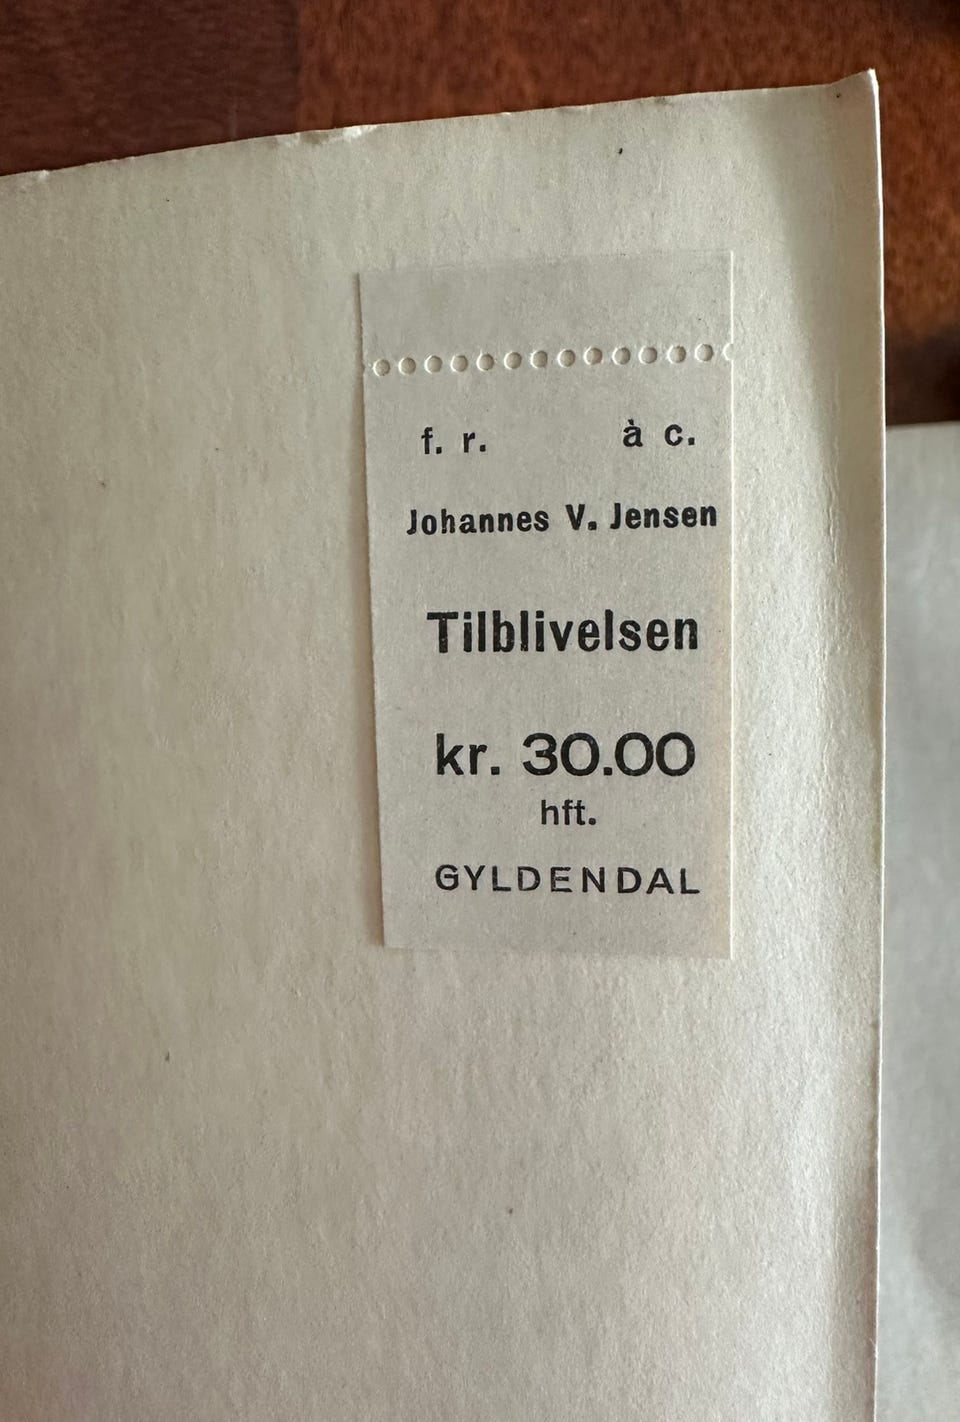 f. r. à c.
Johannes V. Jensen
Tilblivelsen
kr. 30.00
hft.
GYLDENDAL